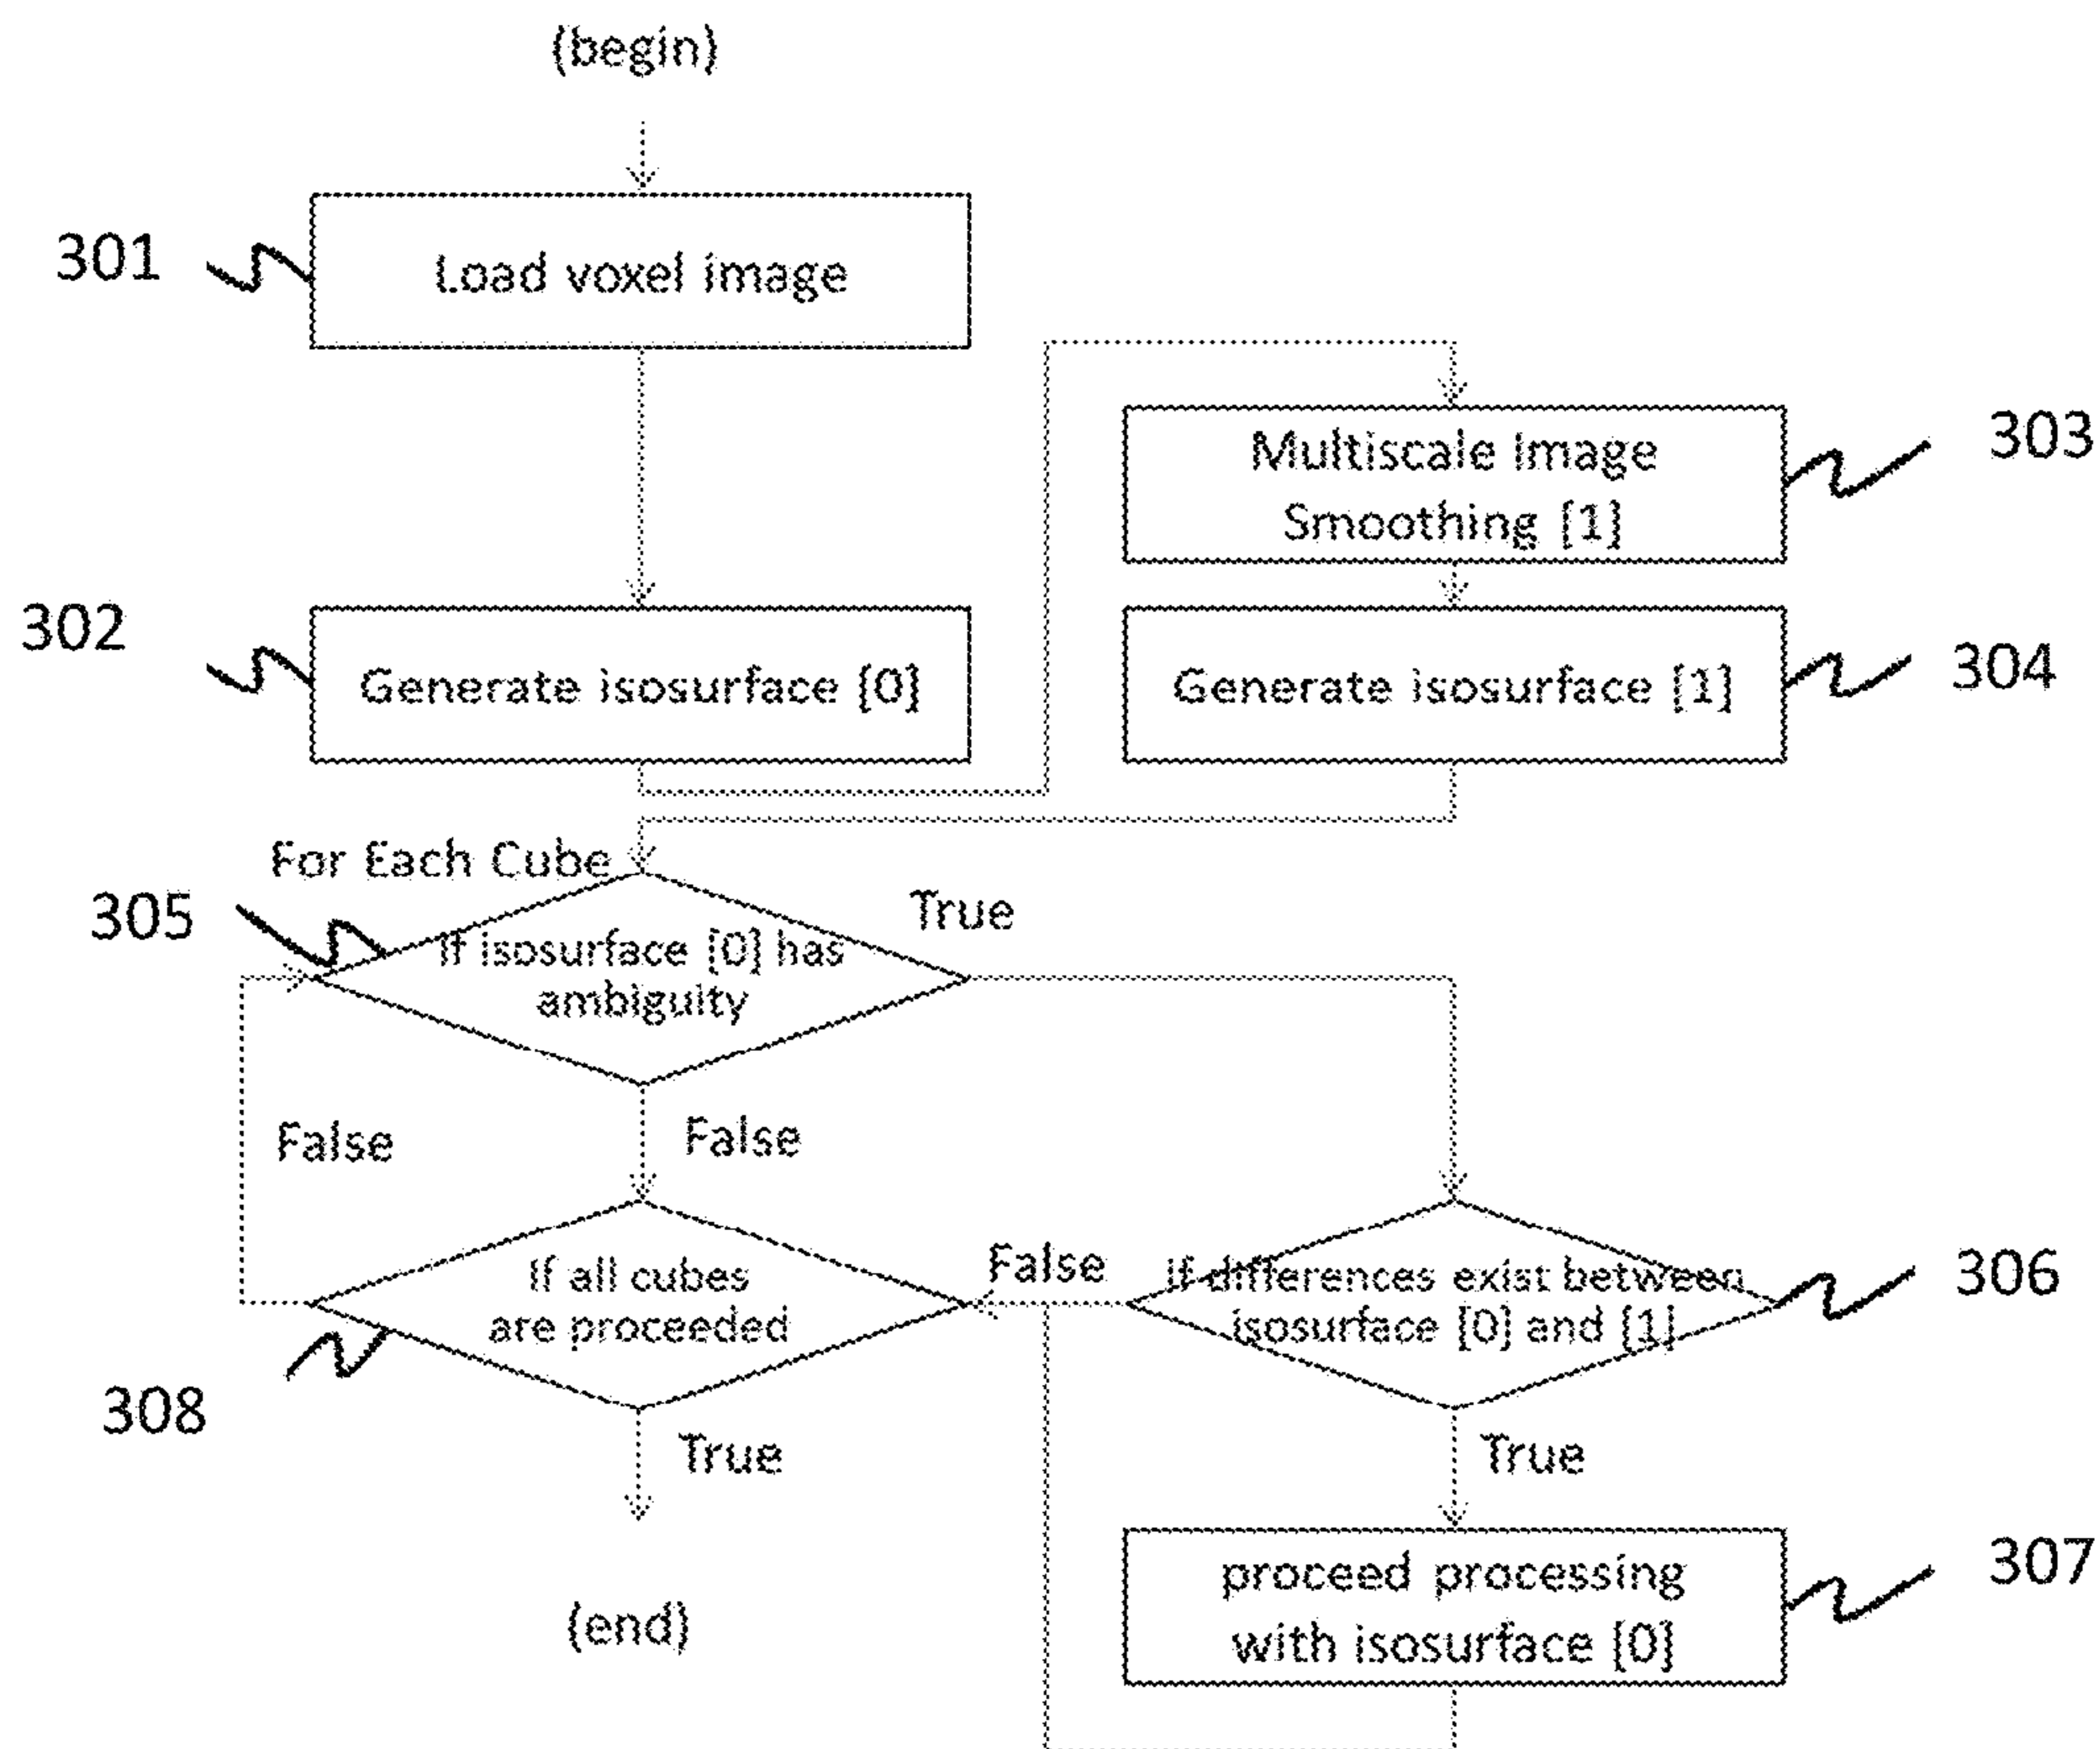 (begin)
301
Load voxel image
303
Multiscale Image
Smoothing [1]
302
Generate isosurface [0]
Generate isosurface [1]
304
For Each Cube
305
True
If isosurface [0] has
ambiguity
False
False
If all cubes
are proceeded
False
If differences exist between
isosurface [0] and [1]
306
308
True
True
307
proceed processing
with isosurface [0]
(end)